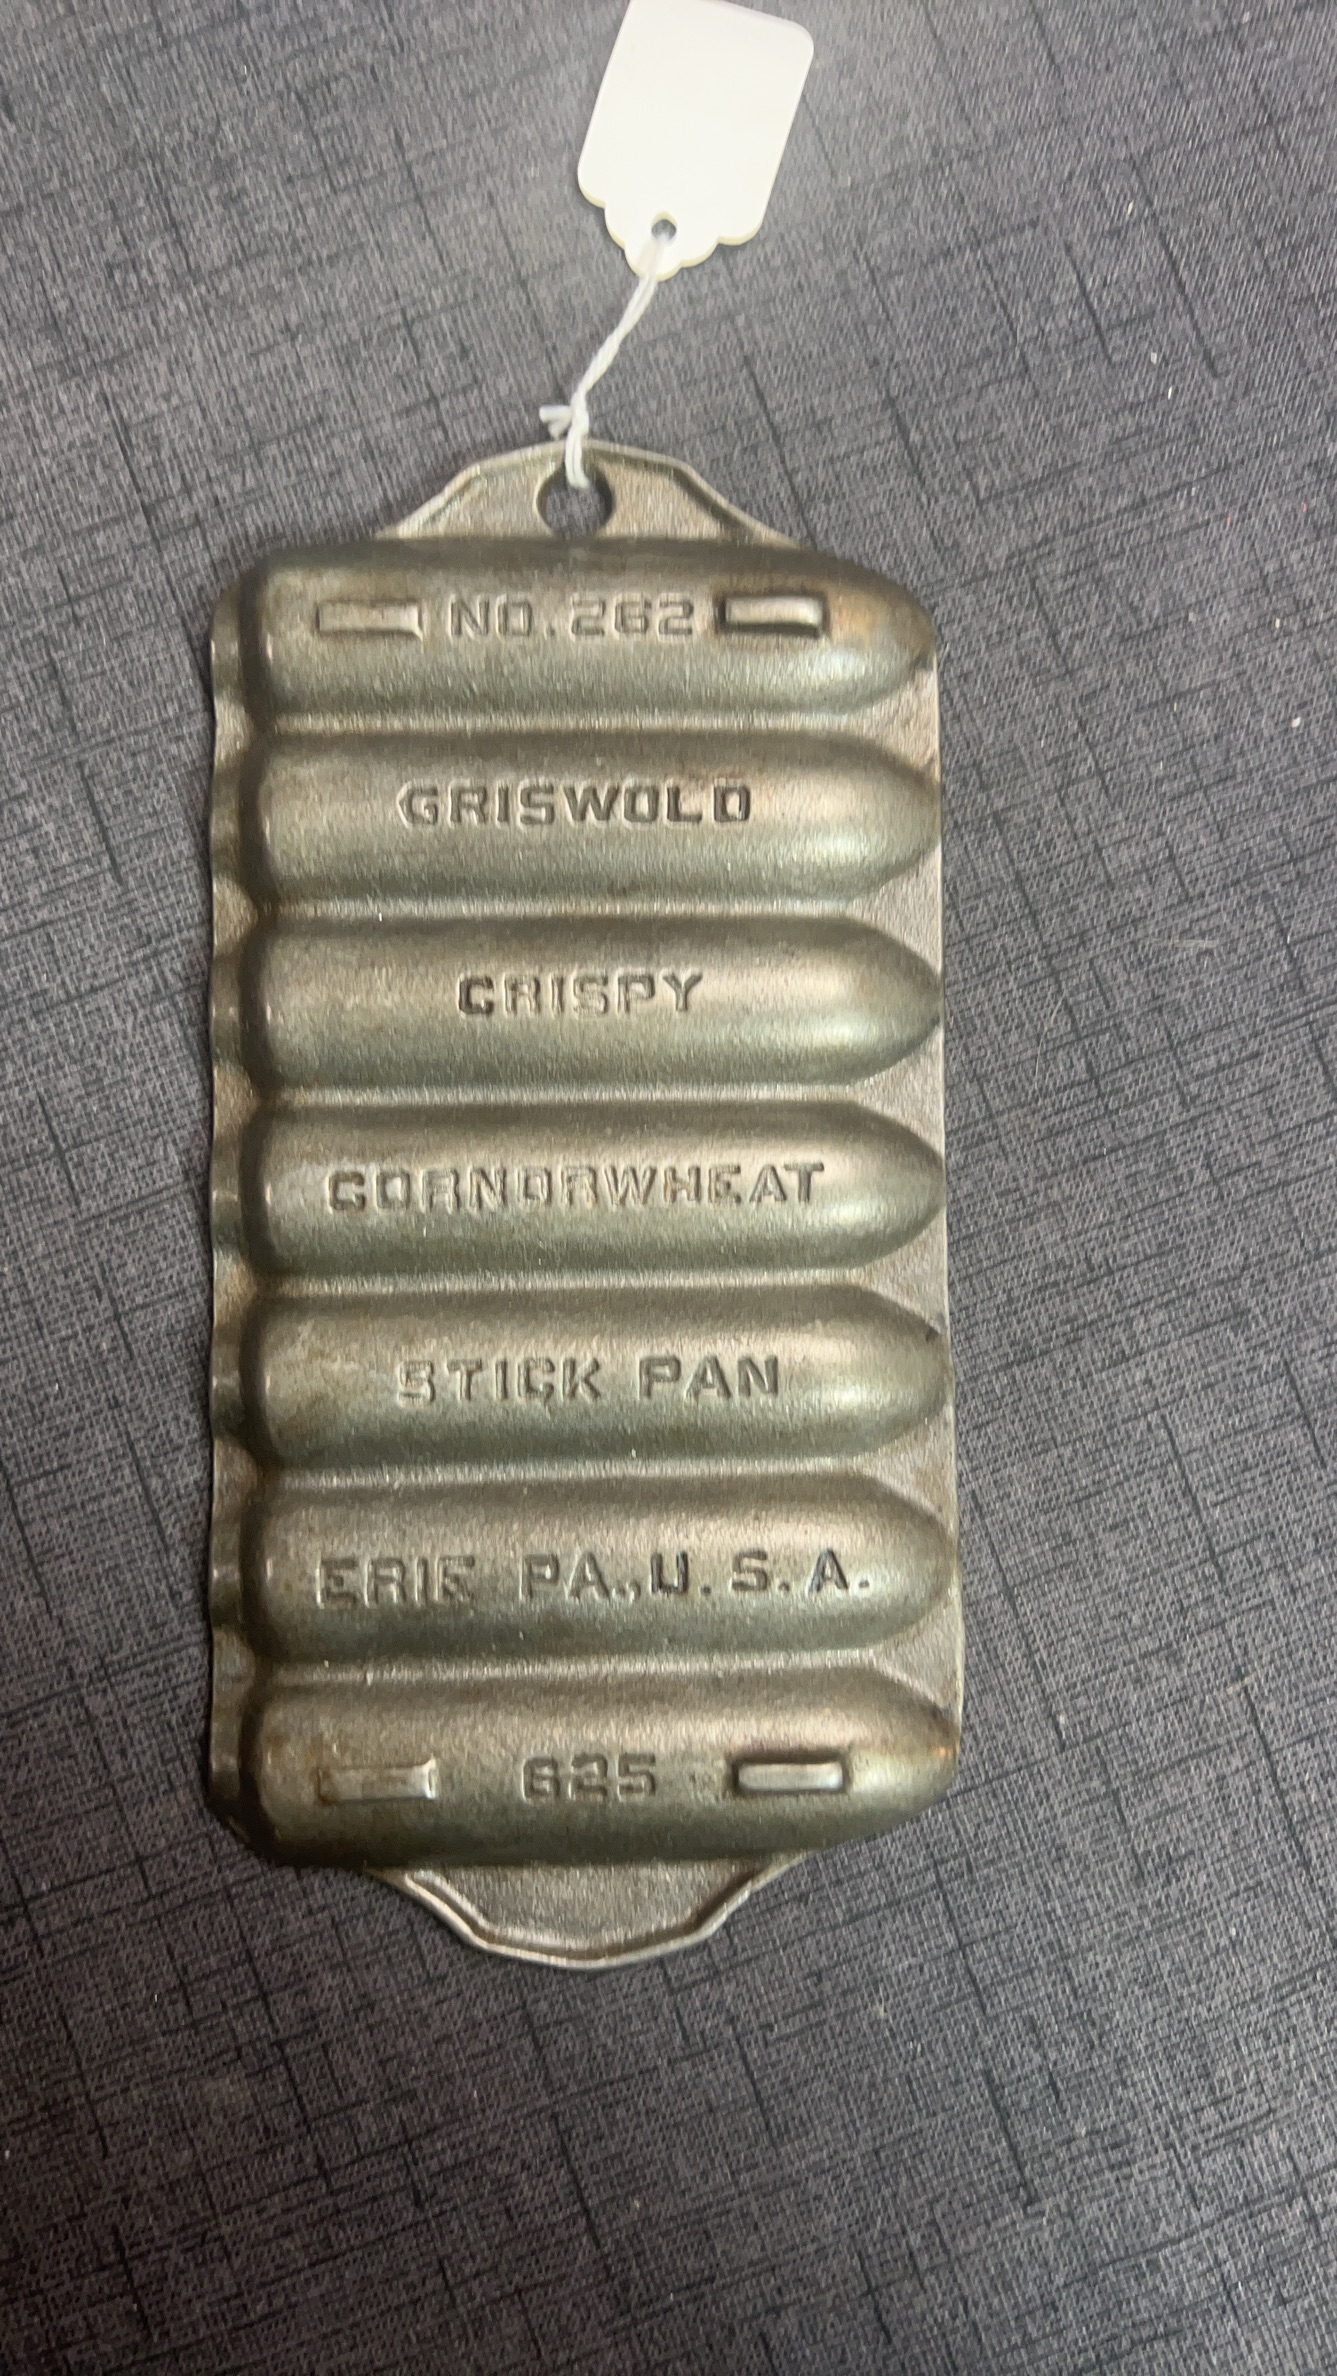 NO. 262
GRISWOLD
CRISPY
CORNORWHEAT
STICK PAN
ERIE PA., U.S.A.
625